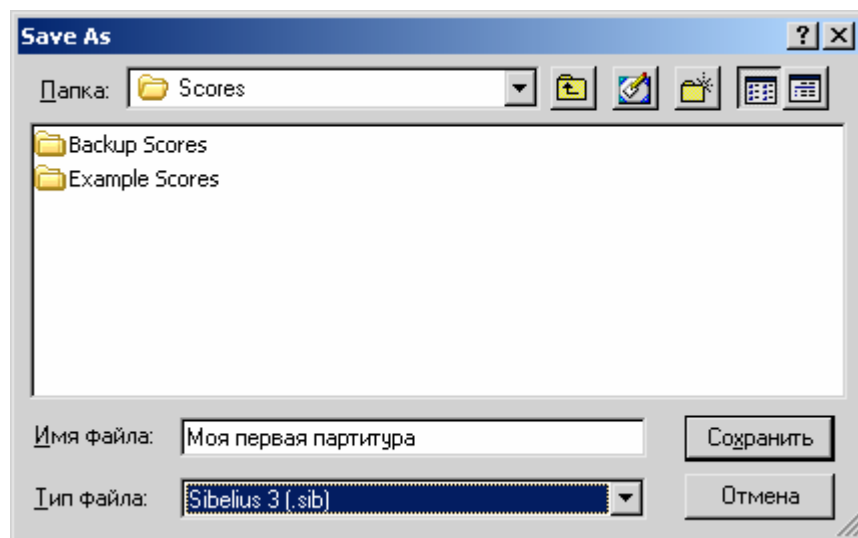 Save As
Папка: Scores
Backup Scores
Example Scores
Имя файла: Моя первая партитура Сохранить
Тип файла: Sibelius 3 (.sib) Отмена